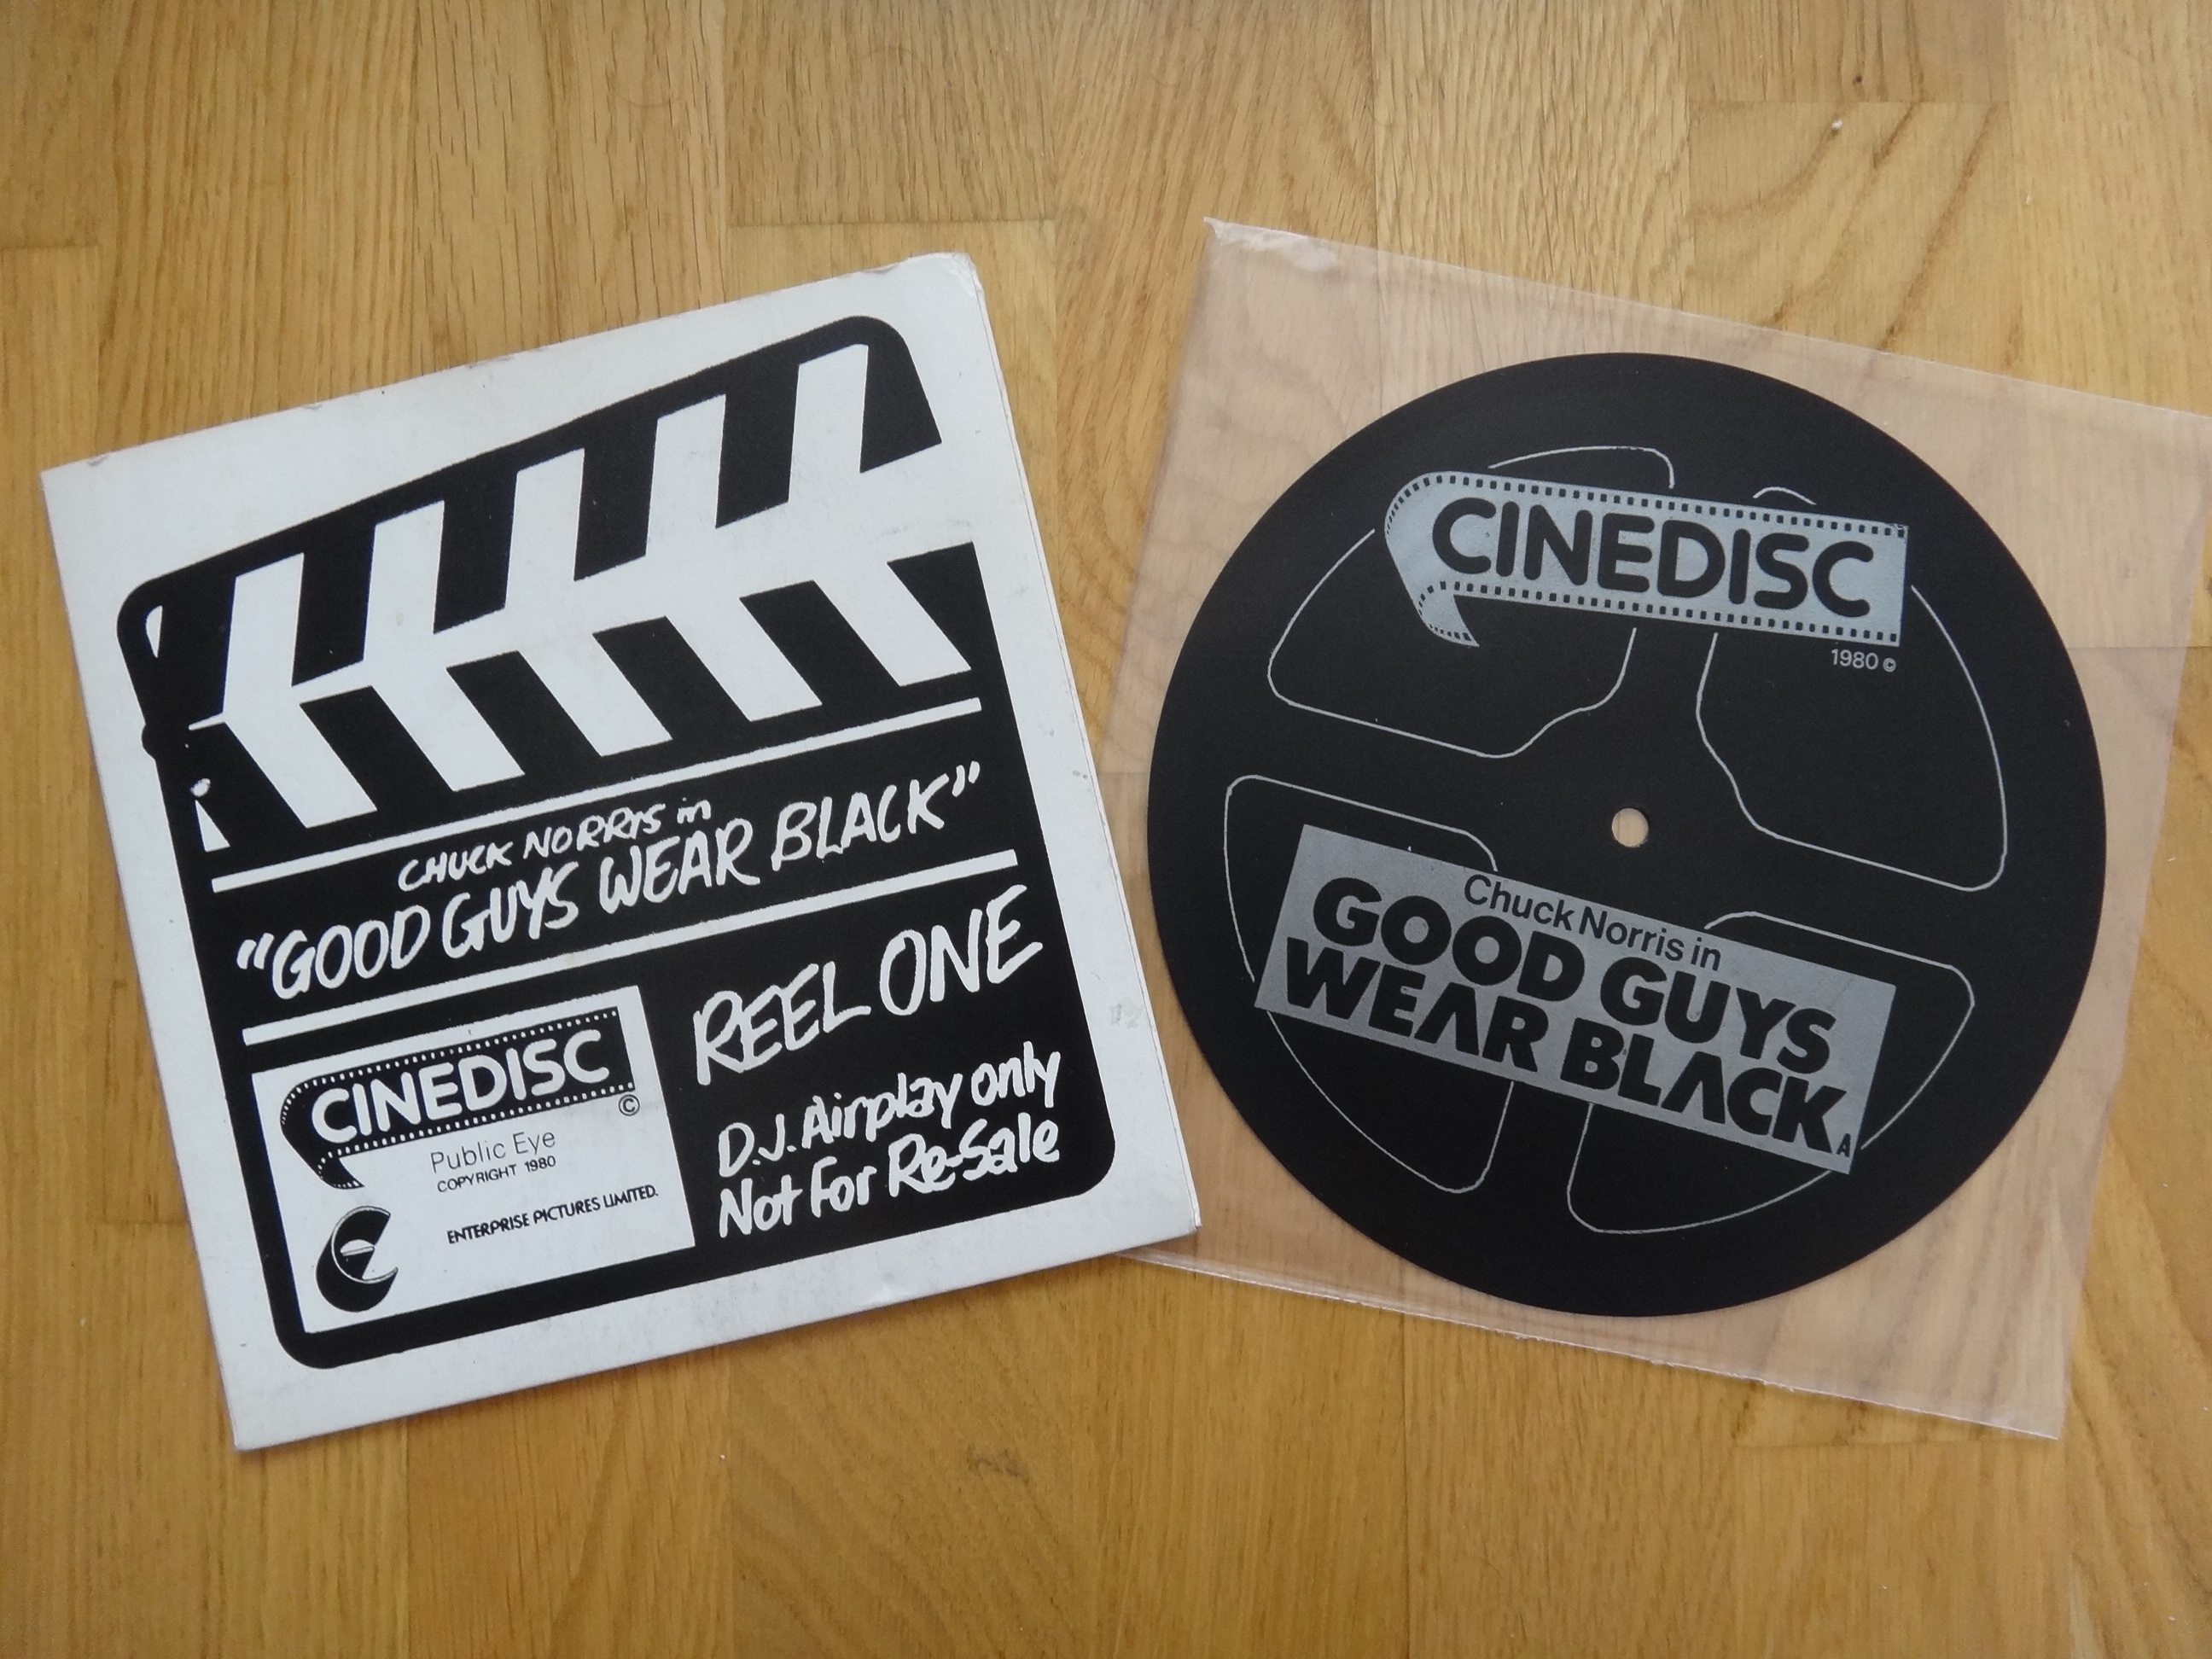 CHUCK NORRIS in
"GOOD GUYS WEAR BLACK"
REEL ONE
CINEDISC
©
Public Eye
COPYRIGHT 1980
ENTERPRISE PICTURES LIMITED.
e
D.J. Airplay only
Not For Re-Sale
CINEDISC
1980 ©
Chuck Norris in
GOOD GUYS
WEAR BLACK
A